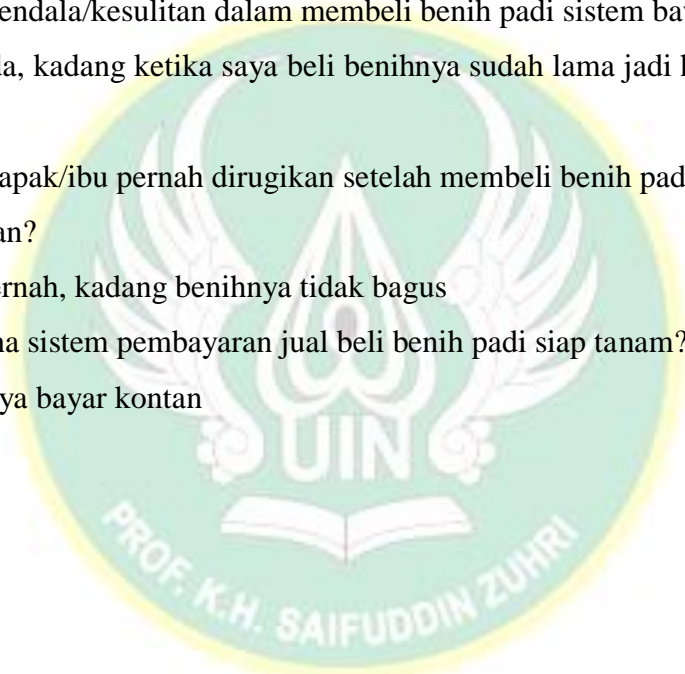 endala/kesulitan dalam membeli benih padi sistem
la, kadang ketika saya beli benihnya sudah lama jadi
apak/ibu pernah dirugikan setelah membeli benih pad
an?
ernah, kadang benihnya tidak bagus
na sistem pembayaran jual beli benih padi siap tanam?
ya bayar kontan
UIN
PROF. K.H. SAIFUDDIN ZUHRI